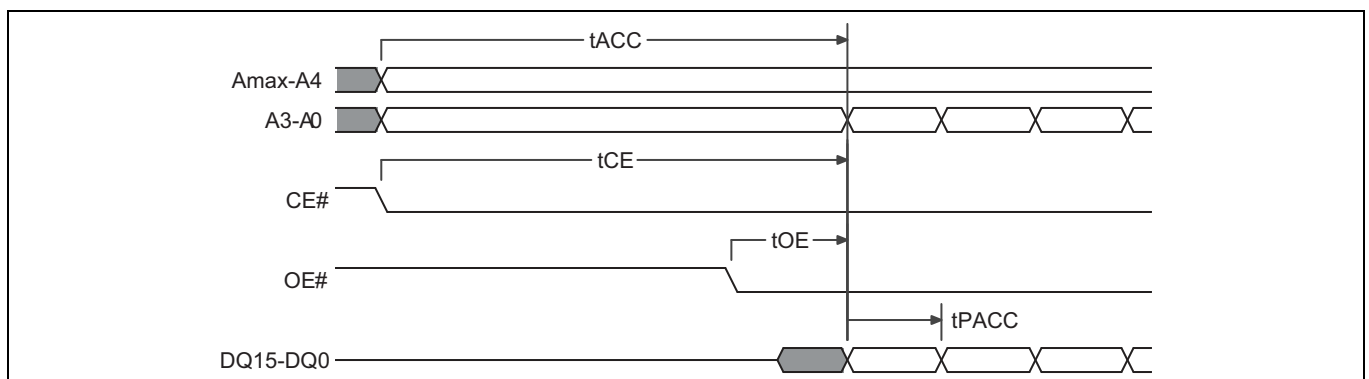 tACC
Amax-A4
A3-A0
tCE
CE#
tOE
OE#
tPACC
DQ15-DQ0